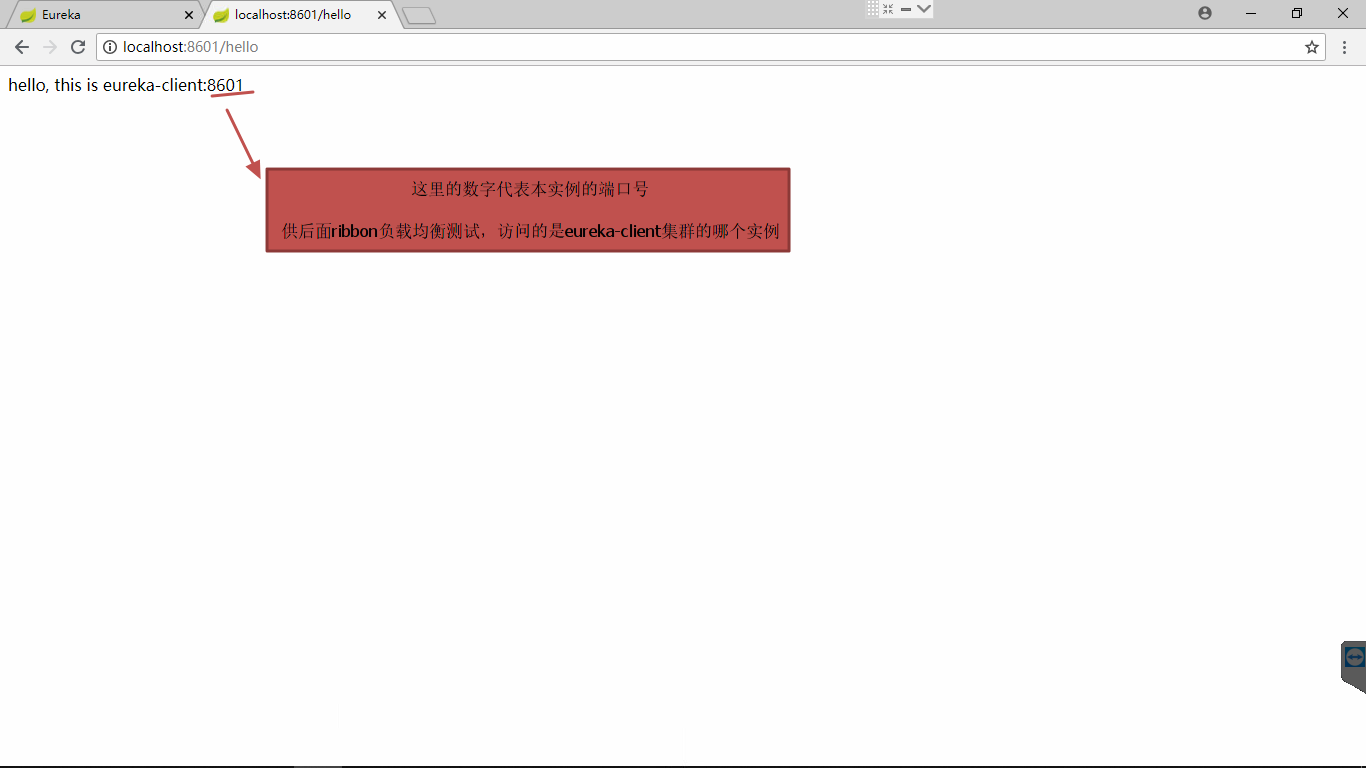 Eureka
localhost:8601/hello
localhost:8601/hello
hello, this is eureka-client:8601
这里的数字代表本实例的端口号
供后面ribbon负载均衡测试，访问的是eureka-client集群的哪个实例